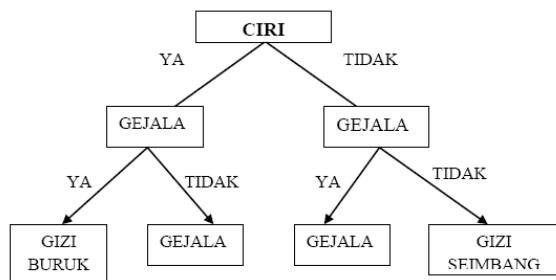 CIRI
YA
TIDAK
GEJALA
GEJALA
YA
TIDAK
YA
TIDAK
GIZI
BURUK
GEJALA
GEJALA
GIZI
SEIMBANG